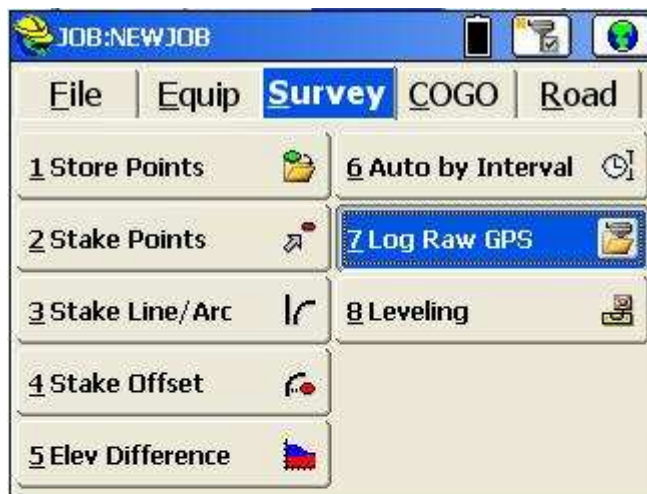 JOB:NEWJOB
File Equip Survey COGO Road
1 Store Points
2 Stake Points
3 Stake Line/Arc
4 Stake Offset
5 Elev Difference
6 Auto by Interval
7 Log Raw GPS
8 Leveling